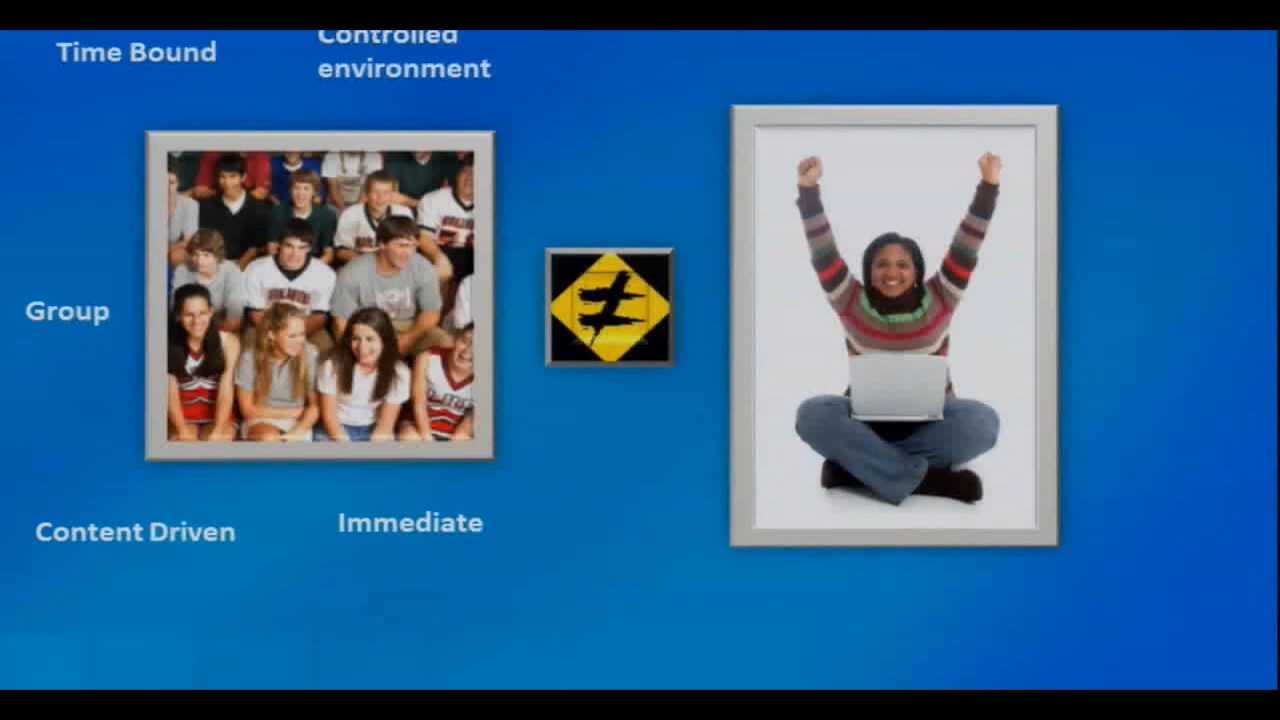 Time Bound
Controlled
environment
Group
≠
Content Driven
Immediate